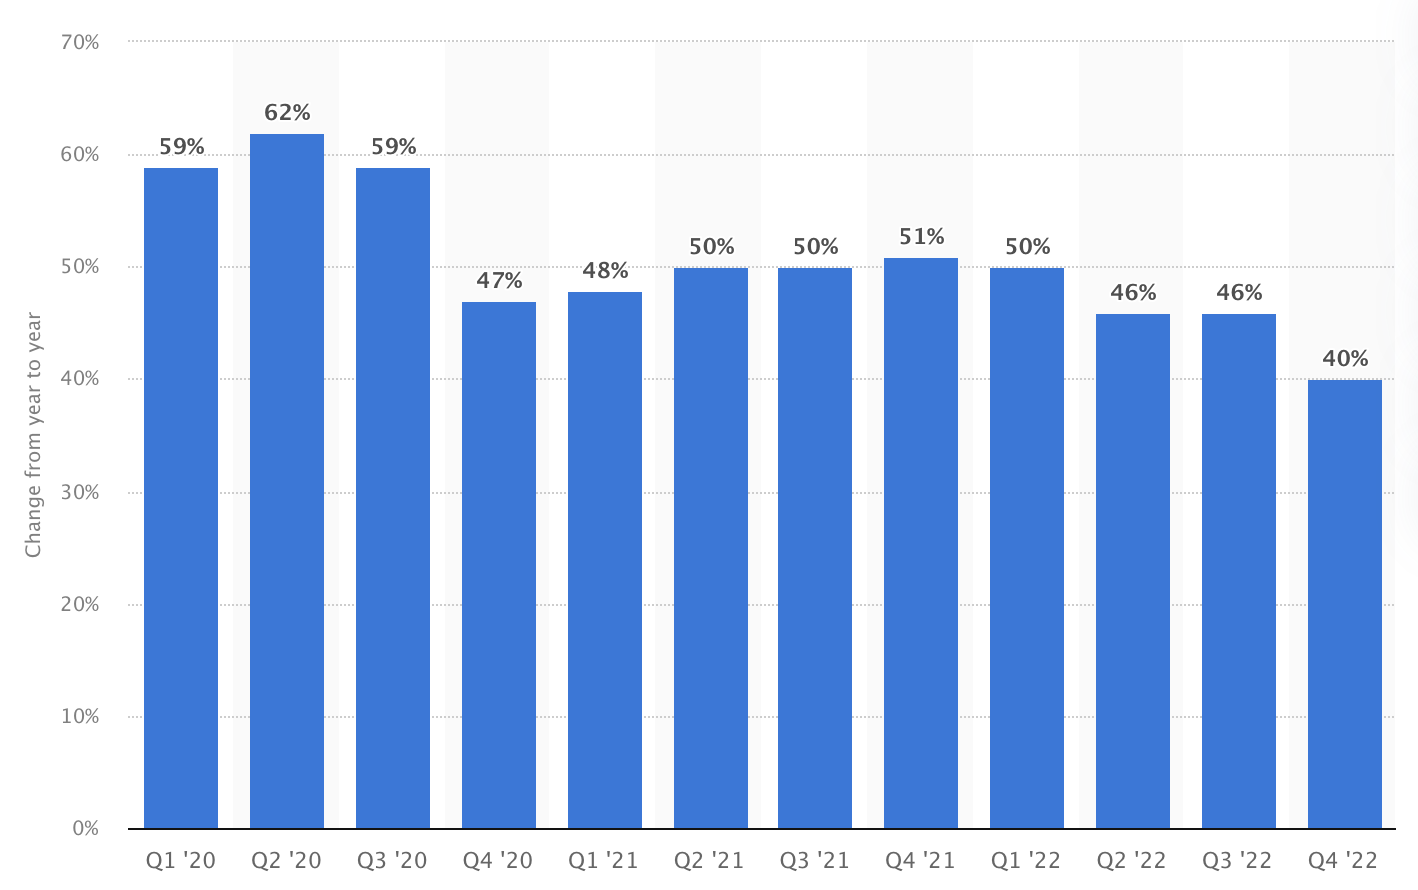 70%
60%
50%
40%
30%
20%
10%
0%
Change from year to year
59%
62%
59%
47%
48%
50%
50%
51%
50%
46%
46%
40%
Q1 '20
Q2 '20
Q3 '20
Q4 '20
Q1 '21
Q2 '21
Q3 '21
Q4 '21
Q1 '22
Q2 '22
Q3 '22
Q4 '22